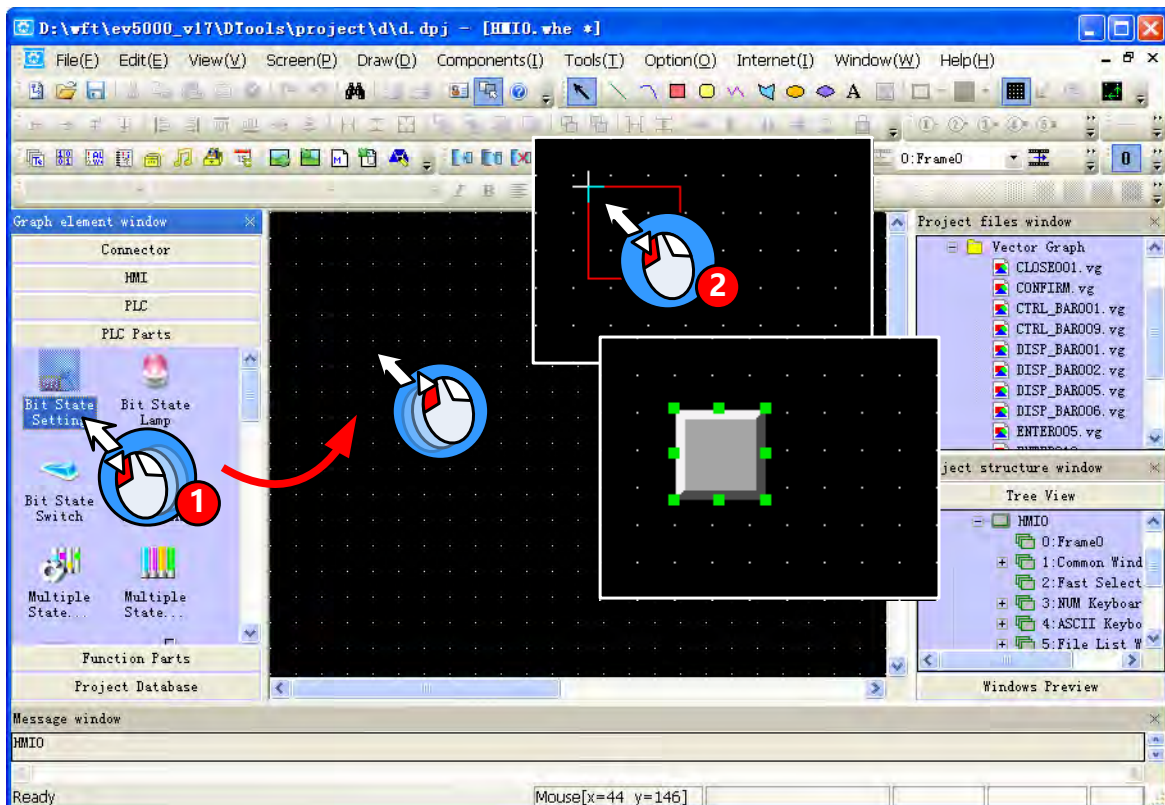 D:\wft\ev5000_v17\DTools\project\d\d.dpj - [HMI0.whe *]
File(F) Edit(E) View(V) Screen(P) Draw(D) Components(I) Tools(T) Option(O) Internet(I) Window(W) Help(H)
A
0:Frame0
0
I B
Graph element window
Connector
HMI
PLC
PLC Parts
Bit State
Setting
Bit State
Lamp
1
Bit State
Switch
Multiple
State...
Multiple
State...
Function Parts
Project Database
2
Project files window
Vector Graph
CLOSE001.vg
CONFIRM.vg
CTRL_BAR001.vg
CTRL_BAR009.vg
DISP_BAR001.vg
DISP_BAR002.vg
DISP_BAR005.vg
DISP_BAR006.vg
ENTER005.vg
ject structure window
Tree View
HMI0
0:Frame0
1:Common Wind
2:Fast Select
3:NUM Keyboar
4:ASCII Keybo
5:File List W
Windows Preview
Message window
HMI0
Ready
Mouse[x=44 y=146]